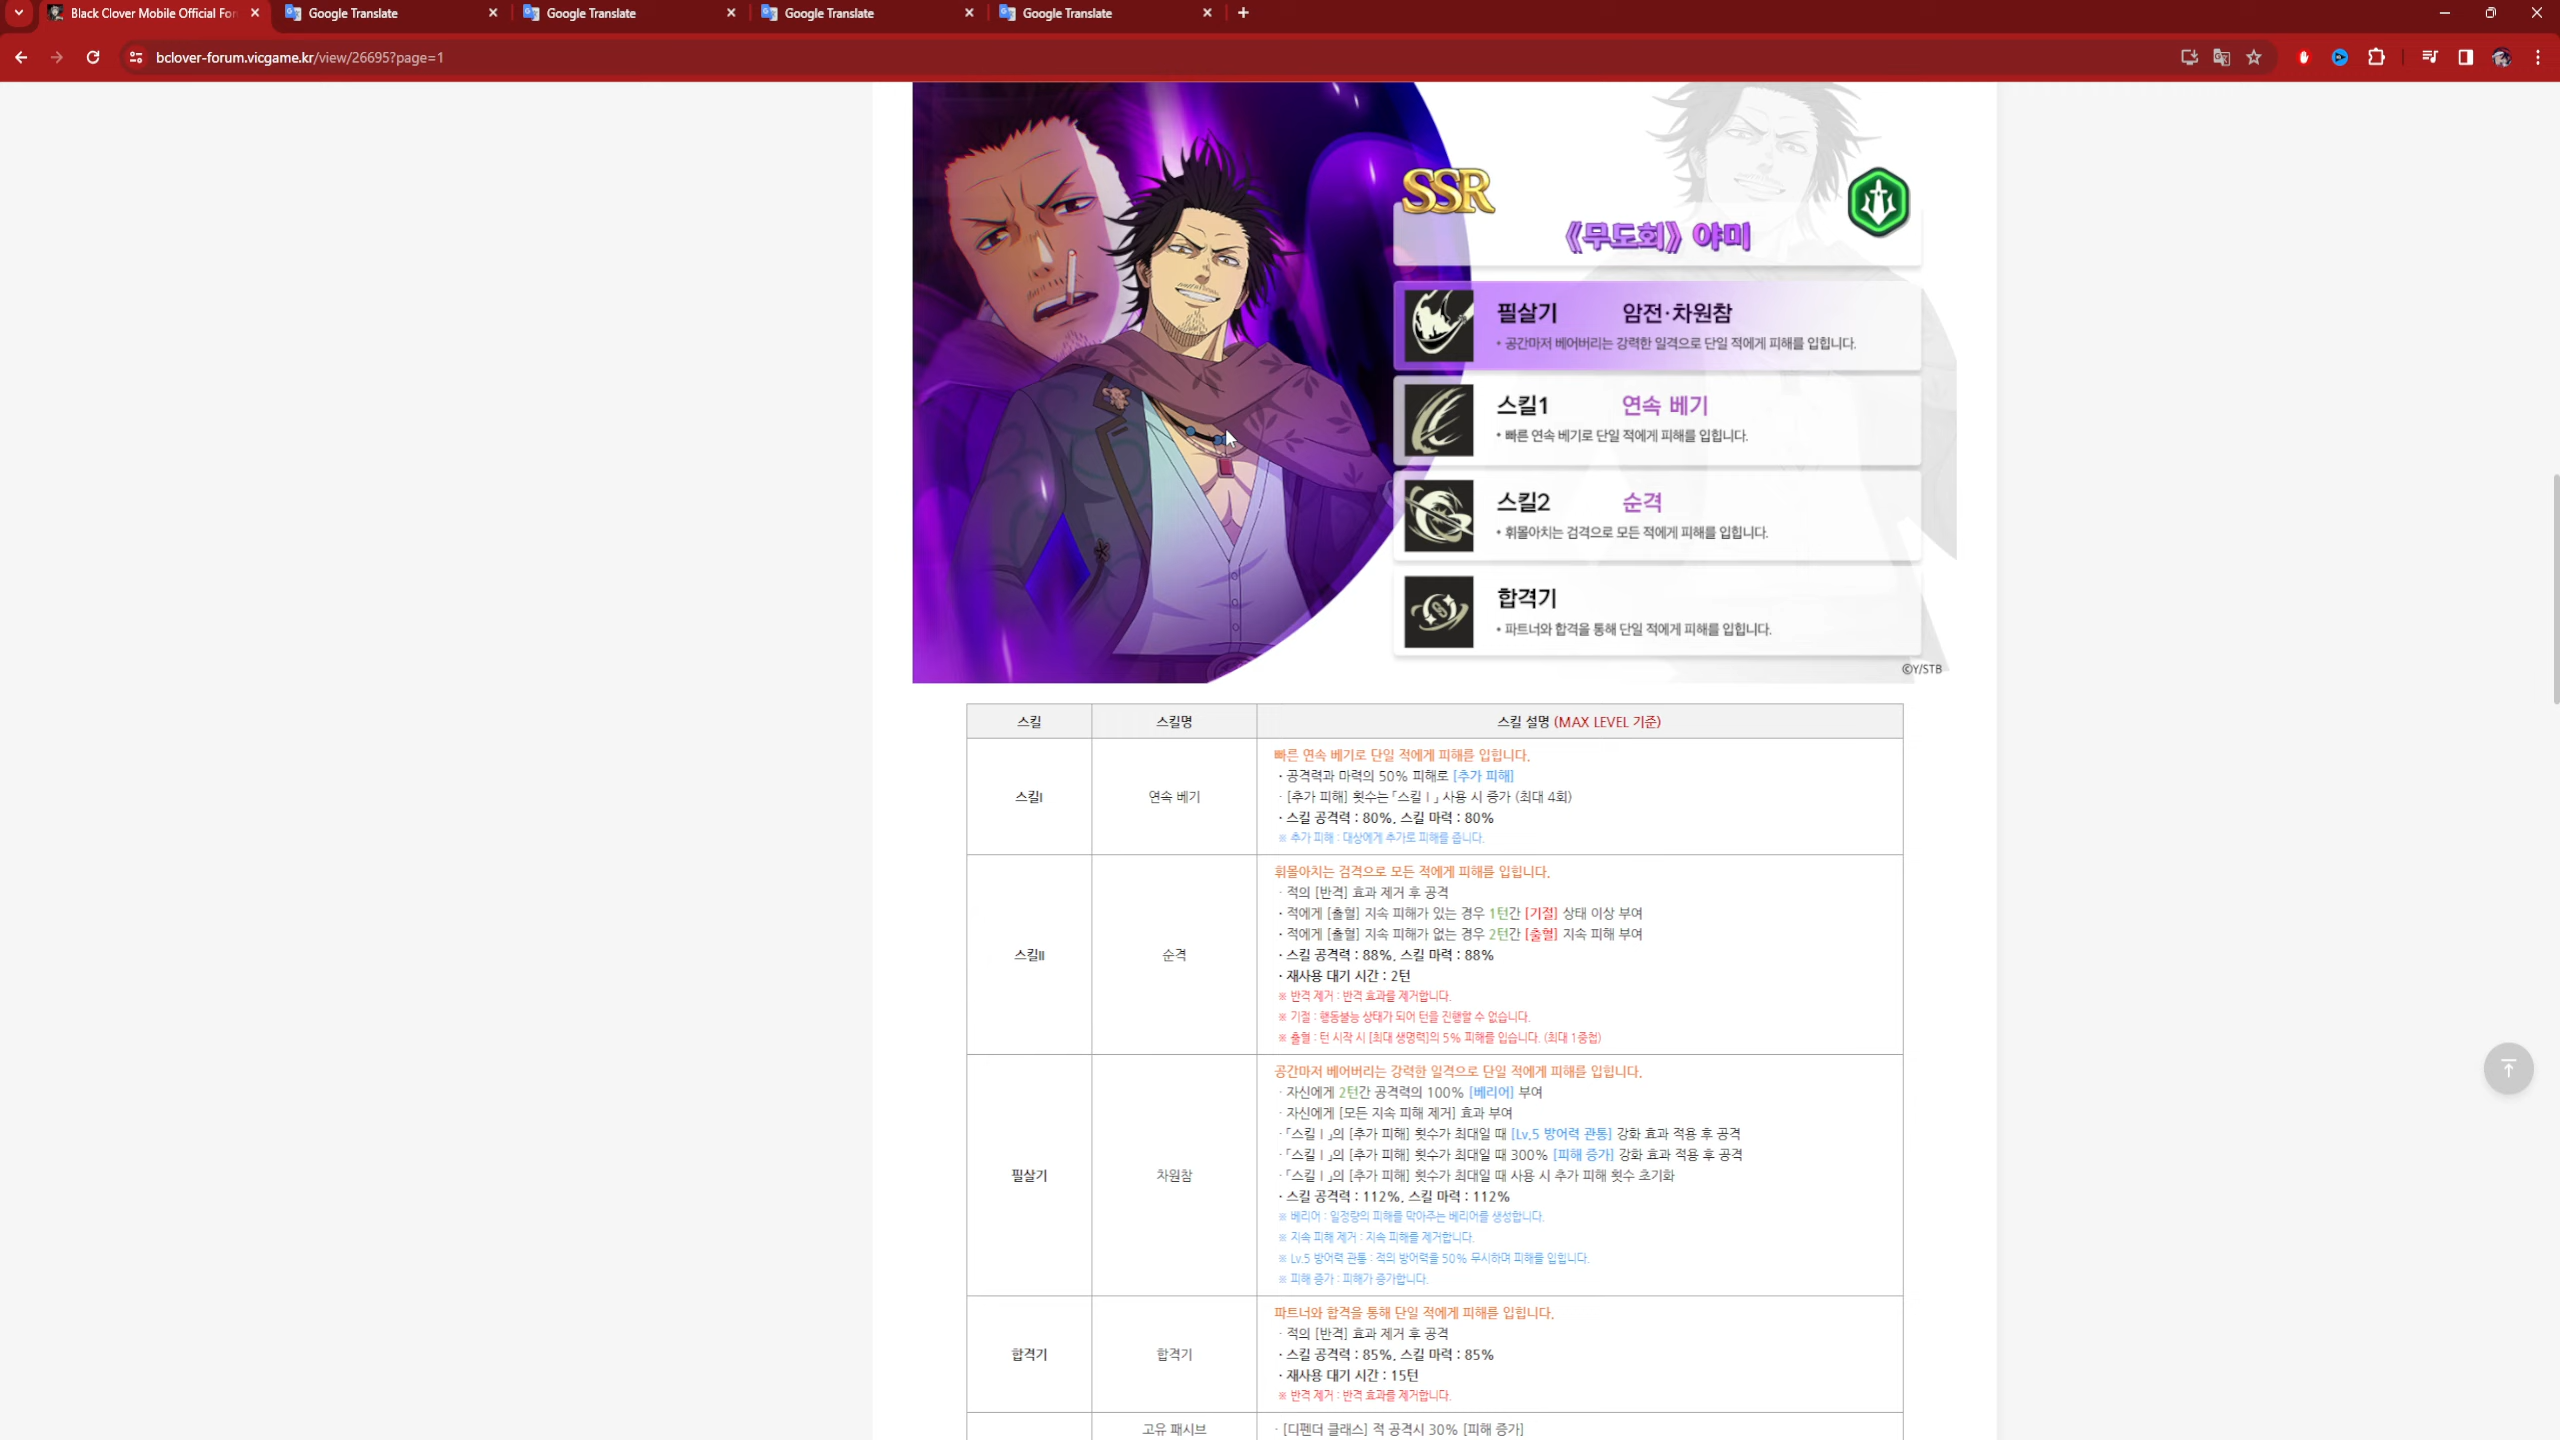 Black Clover Mobile Official For
Google Translate
Google Translate
Google Translate
Google Translate
bclover-forum.vicgame.kr/view/26695?page=1
SSR
《무도회》 야미
필살기 암전·차원참
• 공간마저 베어버리는 강력한 일격으로 단일 적에게 피해를 입힙니다.
스킬1 연속 베기
• 빠른 연속 베기로 단일 적에게 피해를 입힙니다.
스킬2 순격
• 휘몰아치는 검격으로 모든 적에게 피해를 입힙니다.
합격기
• 파트너와 합격을 통해 단일 적에게 피해를 입힙니다.
©Y/STB
스킬 스킬명 스킬 설명 (MAX LEVEL 기준)
스킬I 연속 베기
빠른 연속 베기로 단일 적에게 피해를 입힙니다.
· 공격력과 마력의 50% 피해로 [추가 피해]
· [추가 피해] 횟수는 「스킬Ⅰ」 사용 시 증가 (최대 4회)
· 스킬 공격력 : 80%, 스킬 마력 : 80%
※ 추가 피해 : 대상에게 추가로 피해를 줍니다.
스킬II 순격
휘몰아치는 검격으로 모든 적에게 피해를 입힙니다.
· 적의 [반격] 효과 제거 후 공격
· 적에게 [출혈] 지속 피해가 있는 경우 1턴간 [기절] 상태 이상 부여
· 적에게 [출혈] 지속 피해가 없는 경우 2턴간 [출혈] 지속 피해 부여
· 스킬 공격력 : 88%, 스킬 마력 : 88%
· 재사용 대기 시간 : 2턴
※ 반격 제거 : 반격 효과를 제거합니다.
※ 기절 : 행동불능 상태가 되어 턴을 진행할 수 없습니다.
※ 출혈 : 턴 시작 시 [최대 생명력]의 5% 피해를 입습니다. (최대 1중첩)
필살기 차원참
공간마저 베어버리는 강력한 일격으로 단일 적에게 피해를 입힙니다.
· 자신에게 2턴간 공격력의 100% [베리어] 부여
· 자신에게 [모든 지속 피해 제거] 효과 부여
· 「스킬Ⅰ」의 [추가 피해] 횟수가 최대일 때 [Lv.5 방어력 관통] 강화 효과 적용 후 공격
· 「스킬Ⅰ」의 [추가 피해] 횟수가 최대일 때 300% [피해 증가] 강화 효과 적용 후 공격
· 「스킬Ⅰ」의 [추가 피해] 횟수가 최대일 때 사용 시 추가 피해 횟수 초기화
· 스킬 공격력 : 112%, 스킬 마력 : 112%
※ 베리어 : 일정량의 피해를 막아주는 베리어를 생성합니다.
※ 지속 피해 제거 : 지속 피해를 제거합니다.
※ Lv.5 방어력 관통 : 적의 방어력을 50% 무시하며 피해를 입힙니다.
※ 피해 증가 : 피해가 증가합니다.
합격기 합격기
파트너와 합격을 통해 단일 적에게 피해를 입힙니다.
· 적의 [반격] 효과 제거 후 공격
· 스킬 공격력 : 85%, 스킬 마력 : 85%
· 재사용 대기 시간 : 15턴
※ 반격 제거 : 반격 효과를 제거합니다.
고유 패시브 · [디펜더 클래스] 적 공격시 30% [피해 증가]